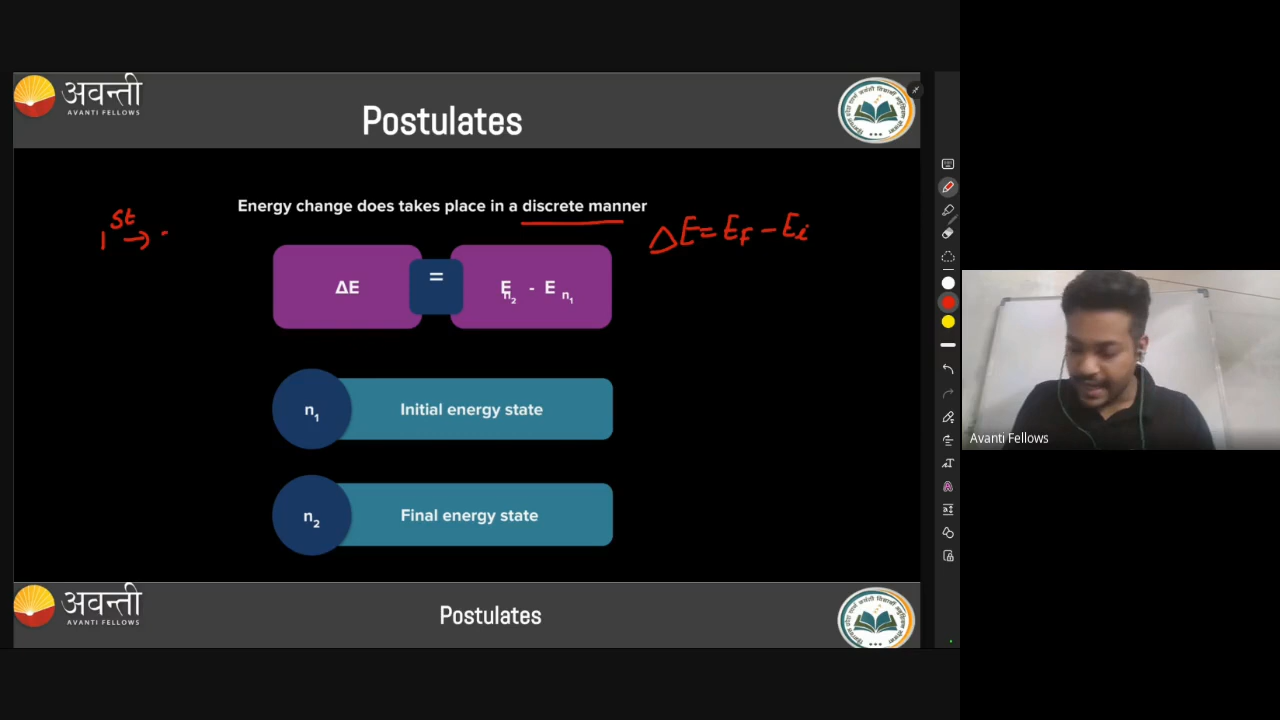 अवन्ती
AVANTI FELLOWS
Postulates
Energy change does takes place in a discrete manner
1st →
ΔE = Ef - Ei
ΔE = En2 - En1
n1 Initial energy state
n2 Final energy state
Avanti Fellows
अवन्ती
AVANTI FELLOWS
Postulates